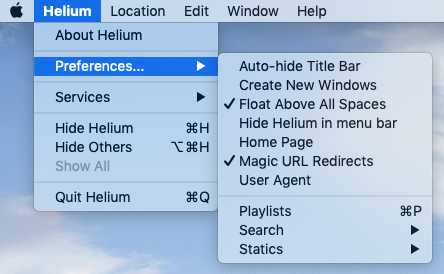 Helium Location Edit Window Help
About Helium
Preferences...
Services
Hide Helium ⌘H
Hide Others ⌥⌘H
Show All
Quit Helium ⌘Q
Auto-hide Title Bar
Create New Windows
✓ Float Above All Spaces
Hide Helium in menu bar
Home Page
✓ Magic URL Redirects
User Agent
Playlists ⌘P
Search
Statics